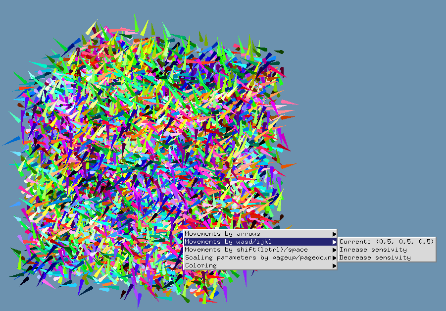 Movements by arrows
Movements by wasd/ijkl
Movements by shift(ctrl)/space
Scaling parameters by pageup/pagedown
Coloring
Current: (0.5, 0.5, 0.5)
Increase sensivity
Decrease sensivity